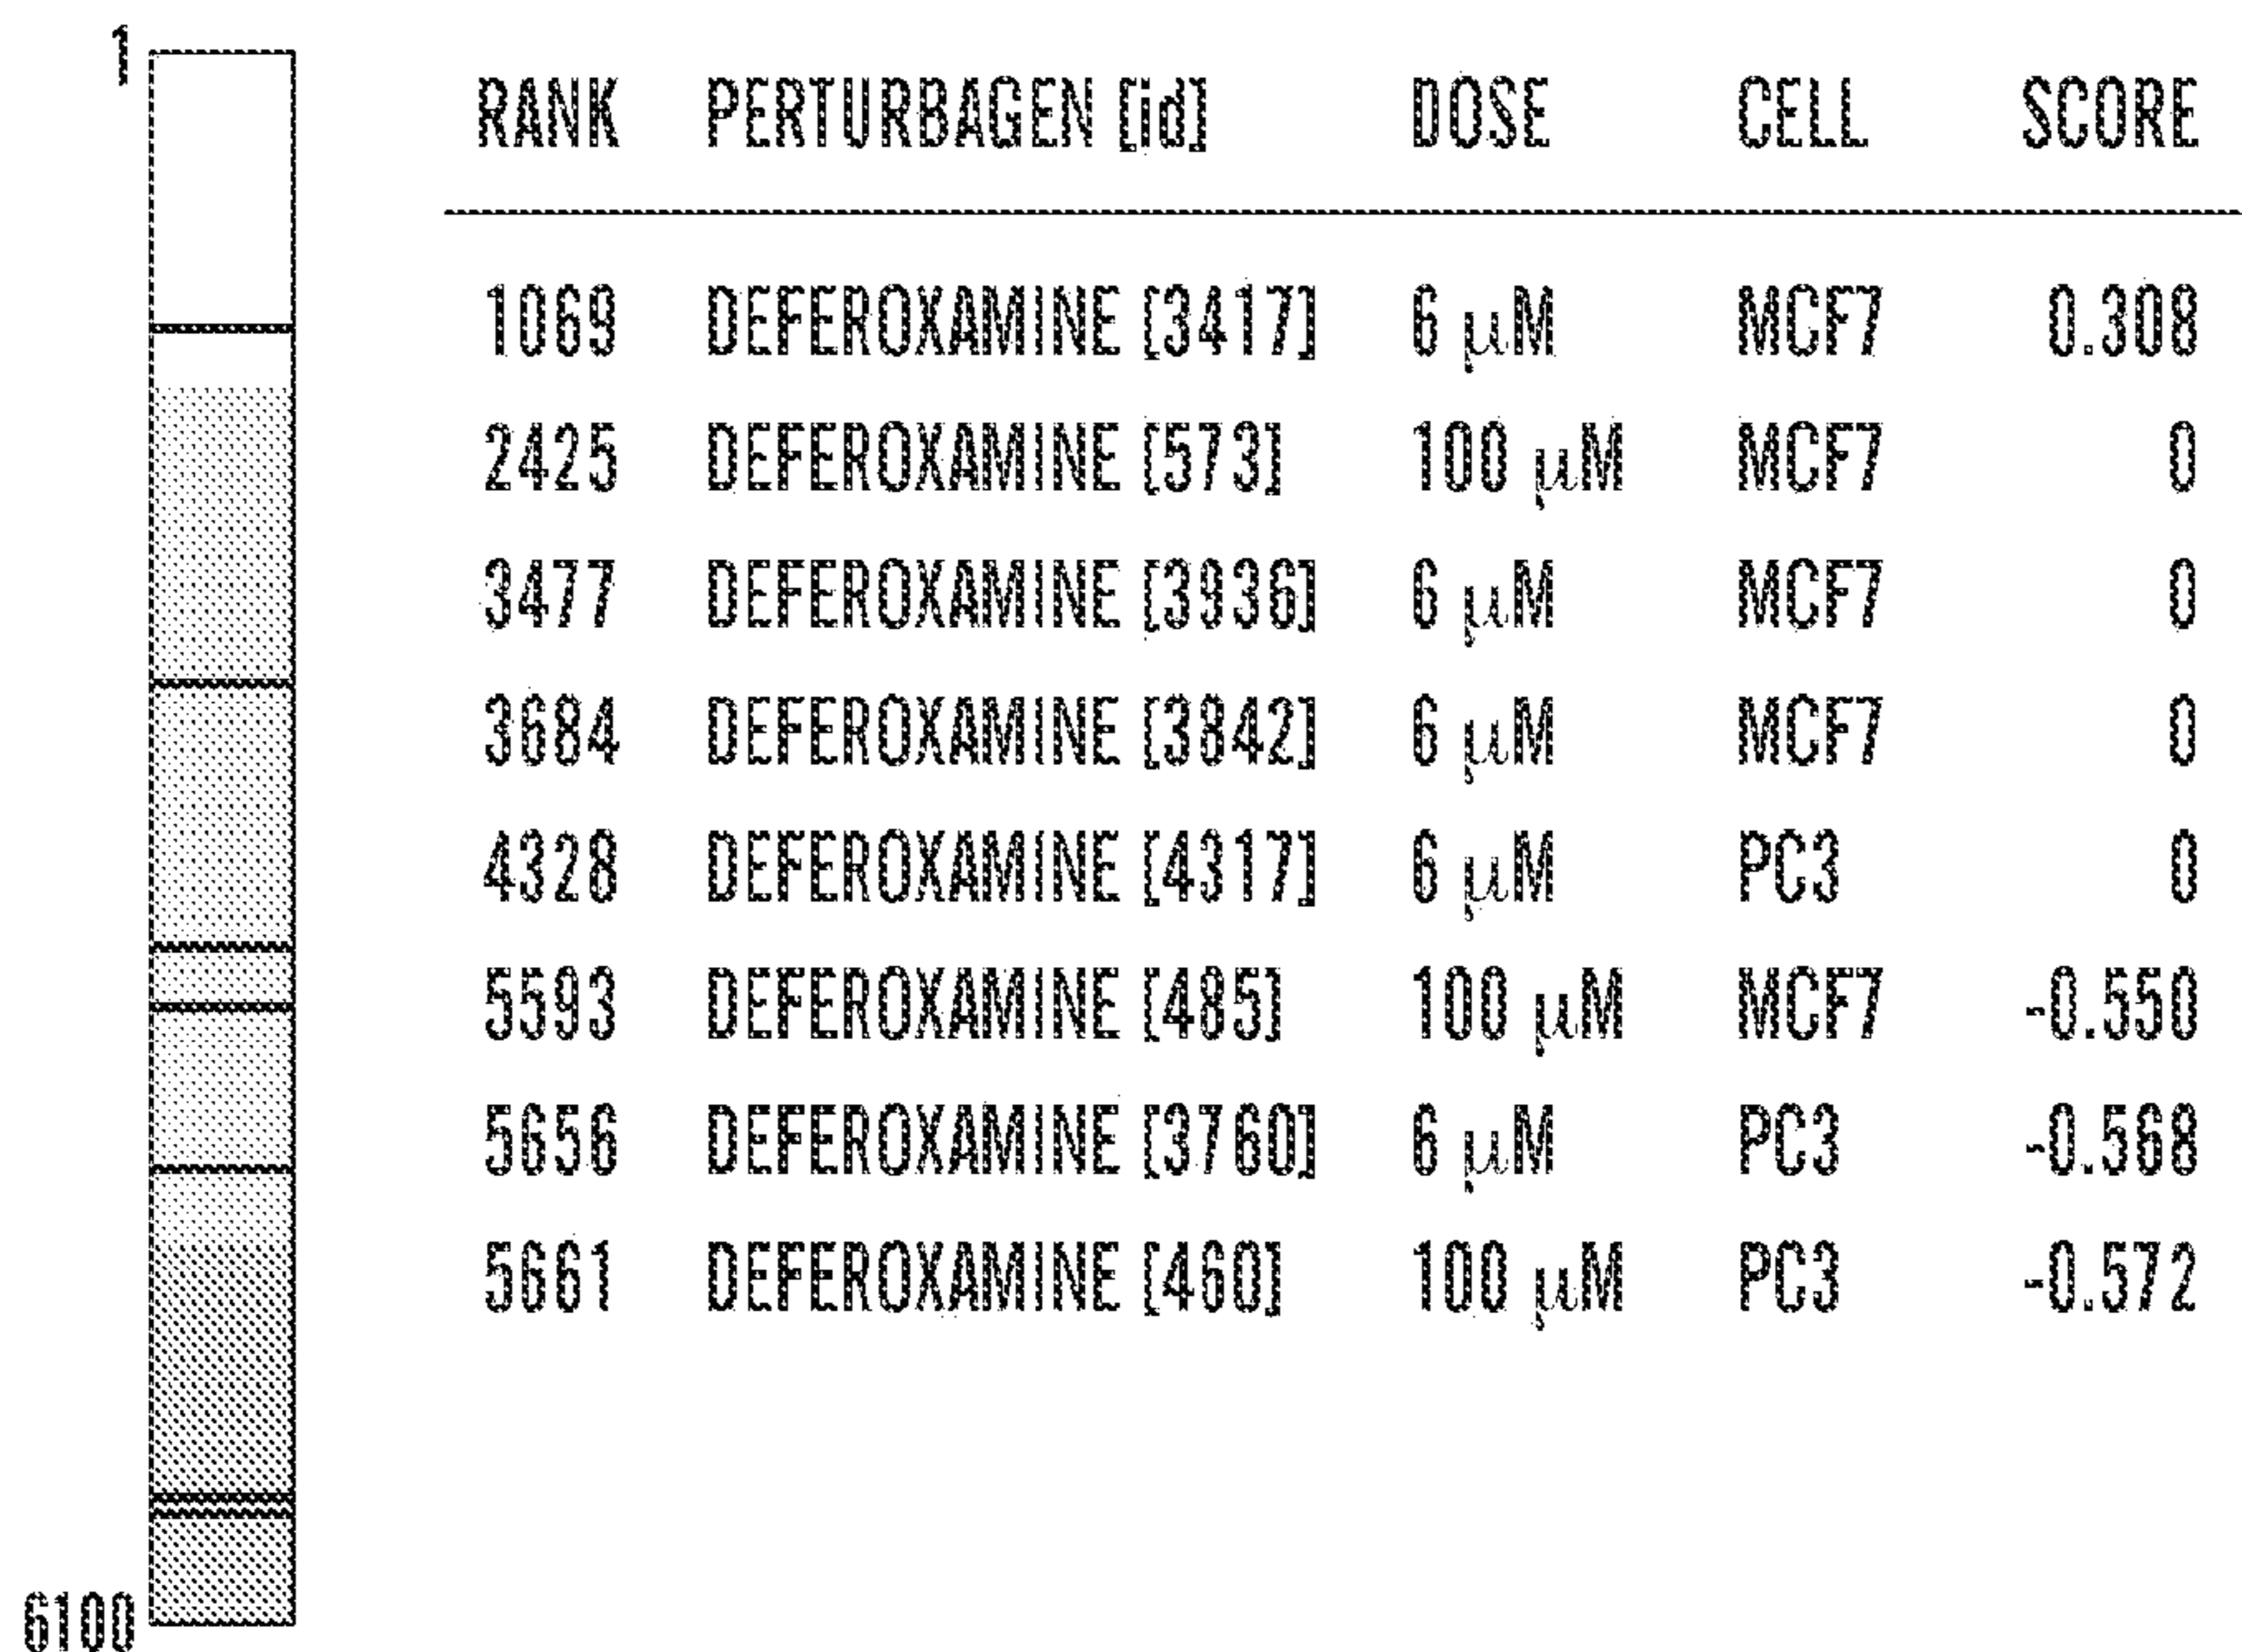 1
RANK PERTURBAGEN [id] DOSE CELL SCORE
1069 DEFEROXAMINE [3417] 6 µM MCF7 0.308
2425 DEFEROXAMINE [573] 100 µM MCF7 0
3477 DEFEROXAMINE [3936] 6 µM MCF7 0
3684 DEFEROXAMINE [3842] 6 µM MCF7 0
4328 DEFEROXAMINE [4317] 6 µM PC3 0
5593 DEFEROXAMINE [485] 100 µM MCF7 -0.550
5656 DEFEROXAMINE [3760] 6 µM PC3 -0.568
5661 DEFEROXAMINE [460] 100 µM PC3 -0.572
6100